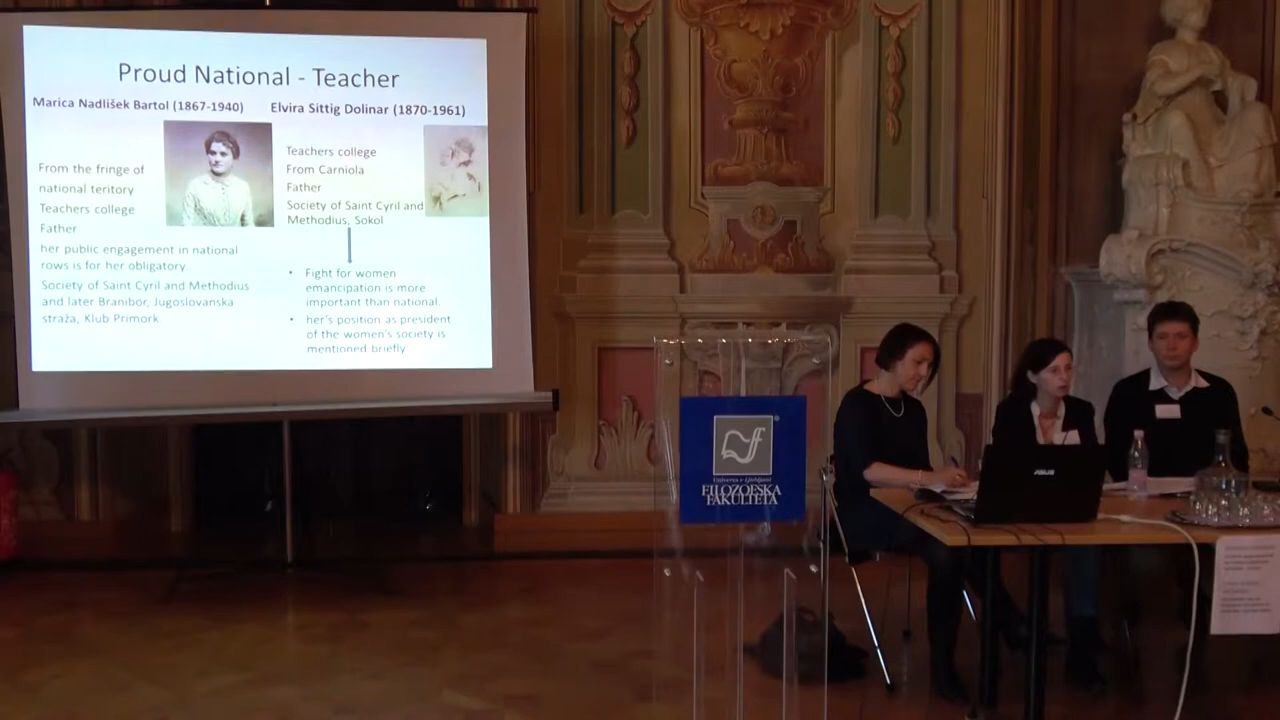 Proud National - Teacher
Marica Nadlišek Bartol (1867-1940)
Elvira Sittig Dolinar (1870-1961)
From the fringe of
national teritory
Teachers college
Father
her public engagement in national
rows is for her obligatory
Society of Saint Cyril and Methodius
and later Branibor, Jugoslovanska
straža, Klub Primork
Teachers college
From Carniola
Father
Society of Saint Cyril and
Methodius, Sokol
• Fight for women
emancipation is more
important than national
• her's position as president
of the women's society is
mentioned briefly
Univerza v Ljubljani
FILOZOFSKA
FAKULTETA
ASUS